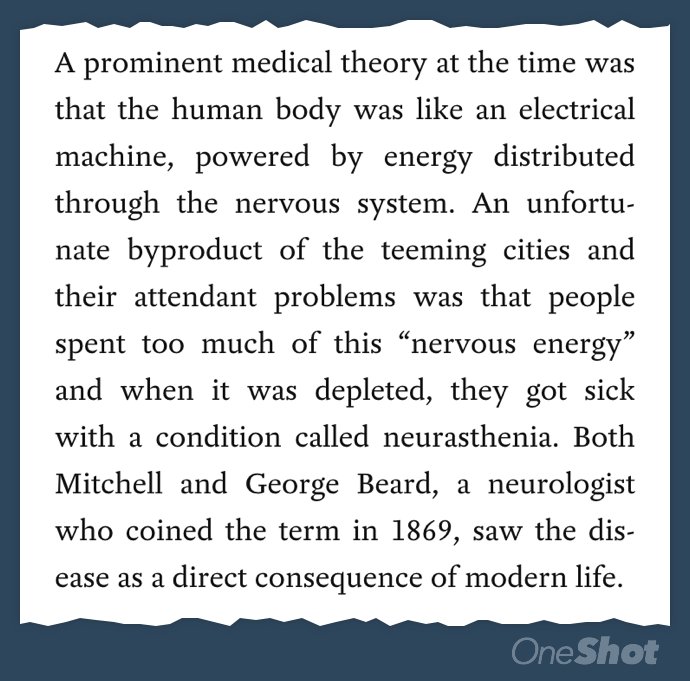 A prominent medical theory at the time was
that the human body was like an electrical
machine, powered by energy distributed
through the nervous system. An unfortu-
nate byproduct of the teeming cities and
their attendant problems was that people
spent too much of this “nervous energy”
and when it was depleted, they got sick
with a condition called neurasthenia. Both
Mitchell and George Beard, a neurologist
who coined the term in 1869, saw the dis-
ease as a direct consequence of modern life.
OneShot